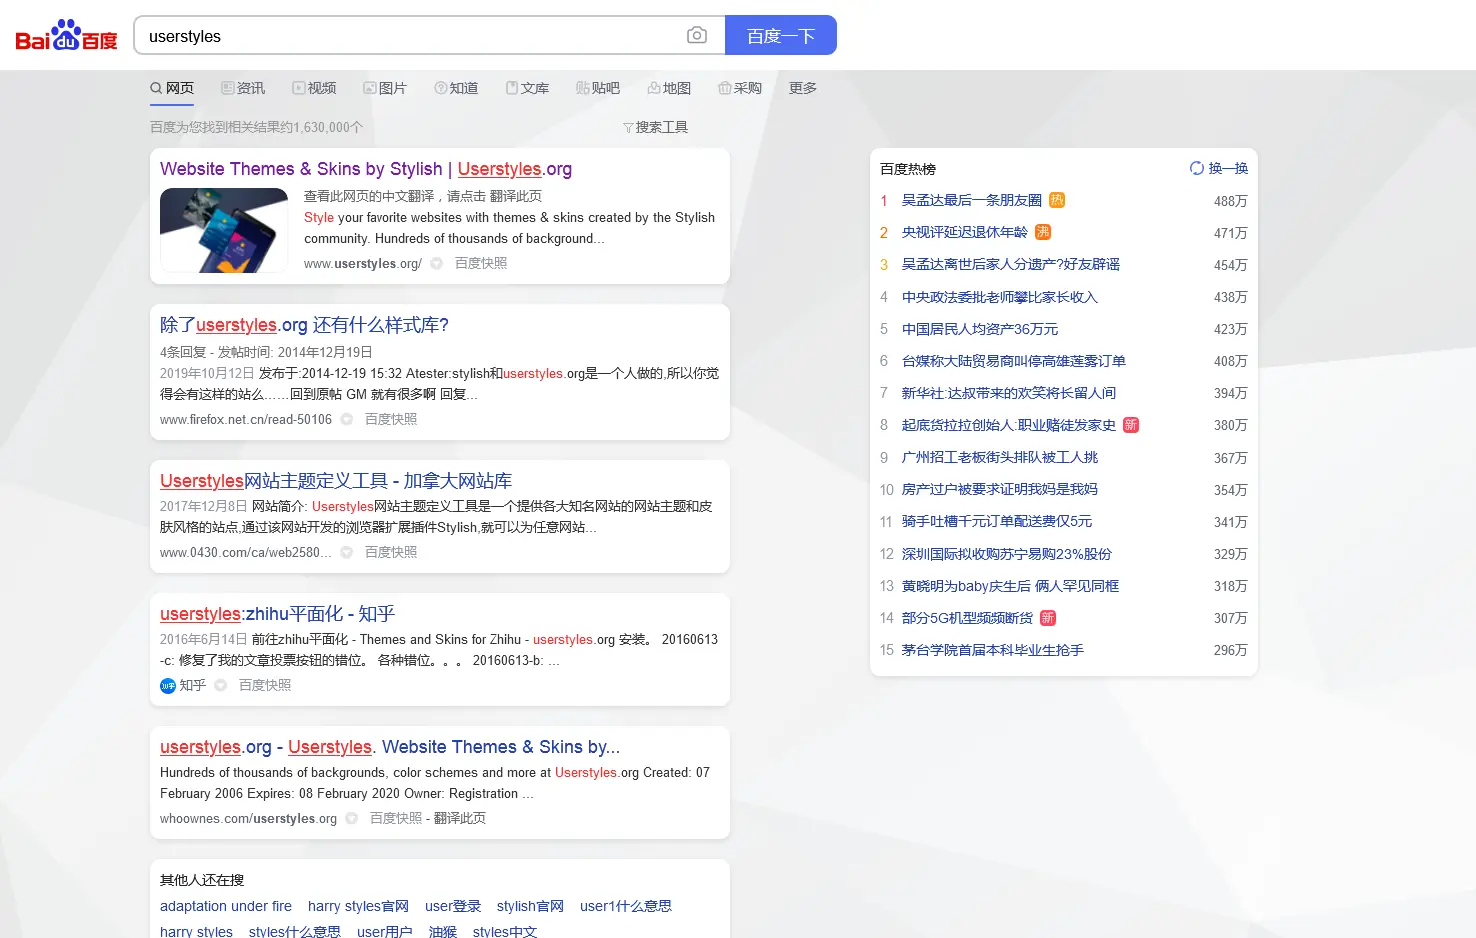 Bai du 百度
userstyles
百度一下
网页 资讯 视频 图片 知道 文库 贴吧 地图 采购 更多
百度为您找到相关结果约1,630,000个
搜索工具
Website Themes & Skins by Stylish | Userstyles.org
查看此网页的中文翻译，请点击 翻译此页
Style your favorite websites with themes & skins created by the Stylish
community. Hundreds of thousands of background...
www.userstyles.org/ 百度快照
除了userstyles.org 还有什么样式库?
4条回复 - 发帖时间: 2014年12月19日
2019年10月12日 发布于:2014-12-19 15:32 Atester:stylish和userstyles.org是一个人做的,所以你觉
得会有这样的站么……回到原帖 GM 就有很多啊 回复...
www.firefox.net.cn/read-50106 百度快照
Userstyles网站主题定义工具 - 加拿大网站库
2017年12月8日 网站简介: Userstyles网站主题定义工具是一个提供各大知名网站的网站主题和皮
肤风格的站点,通过该网站开发的浏览器扩展插件Stylish,就可以为任意网站...
www.0430.com/ca/web2580... 百度快照
userstyles:zhihu平面化 - 知乎
2016年6月14日 前往zhihu平面化 - Themes and Skins for Zhihu - userstyles.org 安装。 20160613
-c: 修复了我的文章投票按钮的错位。 各种错位。。。 20160613-b: ...
知乎 知乎 百度快照
userstyles.org - Userstyles. Website Themes & Skins by...
Hundreds of thousands of backgrounds, color schemes and more at Userstyles.org Created: 07
February 2006 Expires: 08 February 2020 Owner: Registration ...
whoownes.com/userstyles.org 百度快照 - 翻译此页
其他人还在搜
adaptation under fire harry styles官网 user登录 stylish官网 user1什么意思
harry styles styles什么意思 user用户 油猴 styles中文
百度热榜 换一换
1 吴孟达最后一条朋友圈 热 488万
2 央视评延迟退休年龄 沸 471万
3 吴孟达离世后家人分遗产?好友辟谣 454万
4 中央政法委批老师攀比家长收入 438万
5 中国居民人均资产36万元 423万
6 台媒称大陆贸易商叫停高雄莲雾订单 408万
7 新华社:达叔带来的欢笑将长留人间 394万
8 起底货拉拉创始人:职业赌徒发家史 新 380万
9 广州招工老板街头排队被工人挑 367万
10 房产过户被要求证明我妈是我妈 354万
11 骑手吐槽千元订单配送费仅5元 341万
12 深圳国际拟收购苏宁易购23%股份 329万
13 黄晓明为baby庆生后 俩人罕见同框 318万
14 部分5G机型频频断货 新 307万
15 茅台学院首届本科毕业生抢手 296万